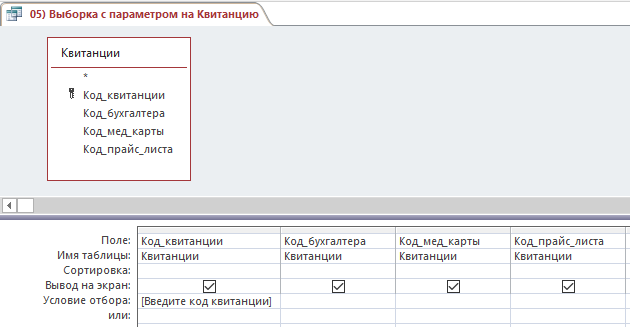 05) Выборка с параметром на Квитанцию
Квитанции
*
Код_квитанции
Код_бухгалтера
Код_мед_карты
Код_прайс_листа
Поле: Код_квитанции Код_бухгалтера Код_мед_карты Код_прайс_листа
Имя таблицы: Квитанции Квитанции Квитанции Квитанции
Сортировка:
Вывод на экран:
Условие отбора: [Введите код квитанции]
или: